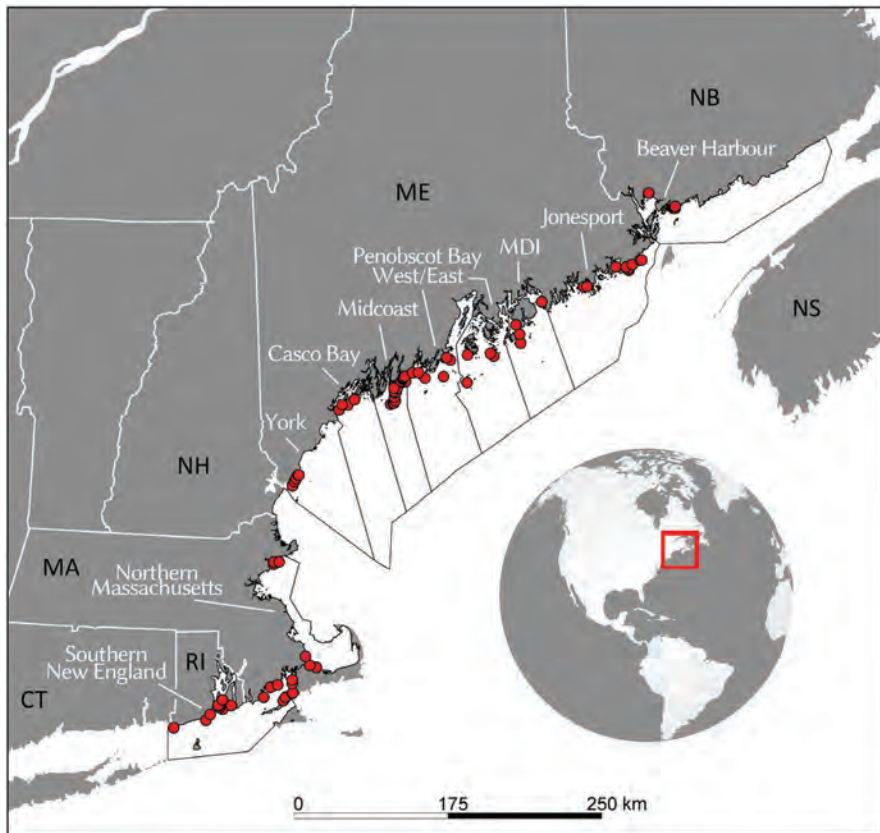 NB
Beaver Harbour
ME
Jonesport
MDI
Penobscot Bay
West/East
NS
Midcoast
Casco Bay
York
NH
MA
Northern
Massachusetts
Southern
New England
RI
CT
0 175 250 km